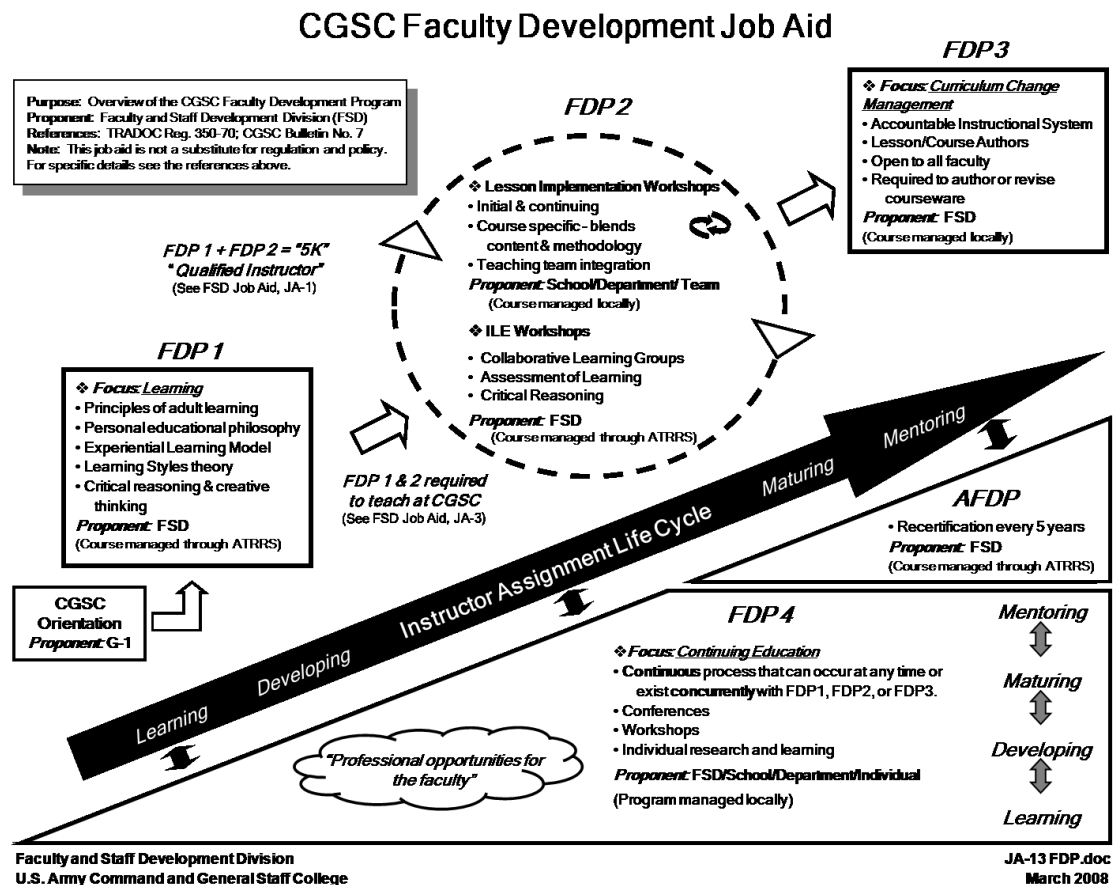 CGSC Faculty Development Job Aid
Purpose: Overview of the CGSC Faculty Development Program
Proponent: Faculty and Staff Development Division (FSD)
References: TRADOC Reg. 350-70; CGSC Bulletin No. 7
Note: This job aid is not a substitute for regulation and policy.
For specific details see the references above.
FDP 1 + FDP 2 = "5K"
"Qualified Instructor"
(See FSD Job Aid, JA-1)
FDP 1
❖ Focus: Learning
• Principles of adult learning
• Personal educational philosophy
• Experiential Learning Model
• Learning Styles theory
• Critical reasoning & creative
thinking
Proponent: FSD
(Course managed through ATRRS)
CGSC
Orientation
Proponent: G-1
FDP 2
❖ Lesson Implementation Workshops
• Initial & continuing
• Course specific - blends
content & methodology
• Teaching team integration
Proponent: School/Department/ Team
(Course managed locally)
❖ ILE Workshops
• Collaborative Learning Groups
• Assessment of Learning
• Critical Reasoning
Proponent: FSD
(Course managed through ATRRS)
FDP 1 & 2 required
to teach at CGSC
(See FSD Job Aid, JA-3)
FDP 3
❖ Focus: Curriculum Change
Management
• Accountable Instructional System
• Lesson/Course Authors
• Open to all faculty
• Required to author or revise
courseware
Proponent: FSD
(Course managed locally)
Learning Developing Instructor Assignment Life Cycle Maturing Mentoring
AFDP
• Recertification every 5 years
Proponent: FSD
(Course managed through ATRRS)
FDP 4
❖Focus: Continuing Education
• Continuous process that can occur at any time or
exist concurrently with FDP1, FDP2, or FDP3.
• Conferences
• Workshops
• Individual research and learning
Proponent: FSD/School/Department/Individual
(Program managed locally)
Mentoring
Maturing
Developing
Learning
"Professional opportunities for
the faculty"
Faculty and Staff Development Division
U.S. Army Command and General Staff College
JA-13 FDP.doc
March 2008